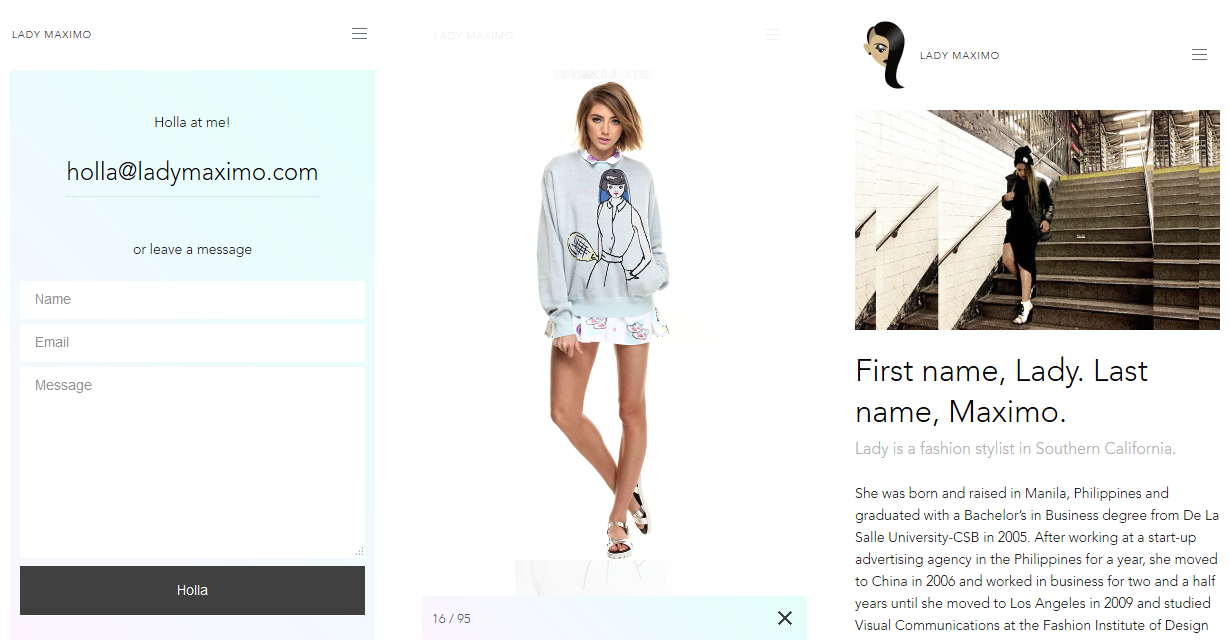 LADY MAXIMO
Holla at me!
holla@ladymaximo.com
or leave a message
Name
Email
Message
Holla
LADY MAXIMO
16 / 95
LADY MAXIMO
First name, Lady. Last
name, Maximo.
Lady is a fashion stylist in Southern California.
She was born and raised in Manila, Philippines and
graduated with a Bachelor’s in Business degree from De La
Salle University-CSB in 2005. After working at a start-up
advertising agency in the Philippines for a year, she moved
to China in 2006 and worked in business for two and a half
years until she moved to Los Angeles in 2009 and studied
Visual Communications at the Fashion Institute of Design